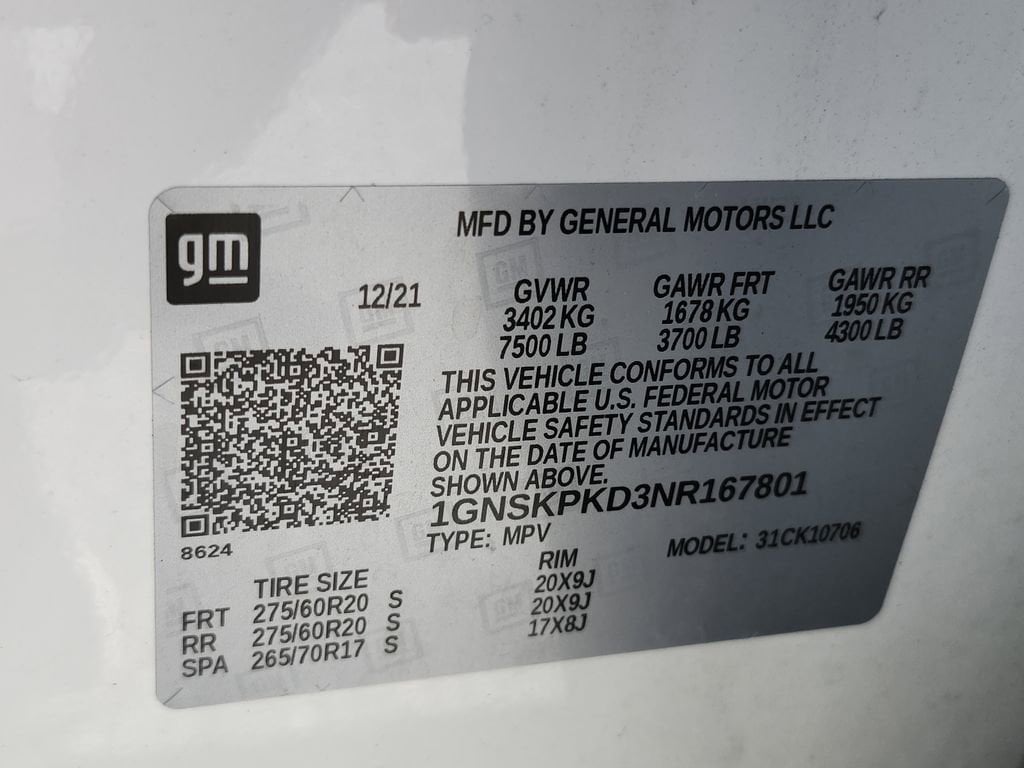 gm
MFD BY GENERAL MOTORS LLC
12/21
GVWR GAWR FRT GAWR RR
3402 KG 1678 KG 1950 KG
7500 LB 3700 LB 4300 LB
THIS VEHICLE CONFORMS TO ALL
APPLICABLE U.S. FEDERAL MOTOR
VEHICLE SAFETY STANDARDS IN EFFECT
ON THE DATE OF MANUFACTURE
SHOWN ABOVE.
1GNSKPKD3NR167801
TYPE: MPV MODEL: 31CK10706
8624
TIRE SIZE RIM
FRT 275/60R20 S 20X9J
RR 275/60R20 S 20X9J
SPA 265/70R17 S 17X8J